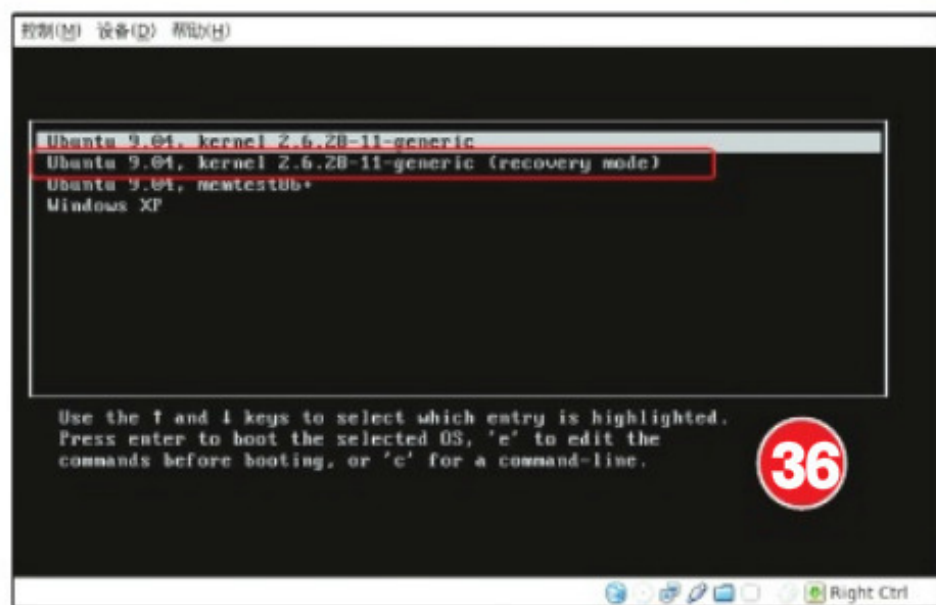 控制(M) 设备(D) 帮助(H)
Ubuntu 9.04, kernel 2.6.28-11-generic
Ubuntu 9.04, kernel 2.6.28-11-generic (recovery mode)
Ubuntu 9.04, memtest86+
Windows XP
Use the ↑ and ↓ keys to select which entry is highlighted.
Press enter to boot the selected OS, 'e' to edit the
commands before booting, or 'c' for a command-line.
36
Right Ctrl